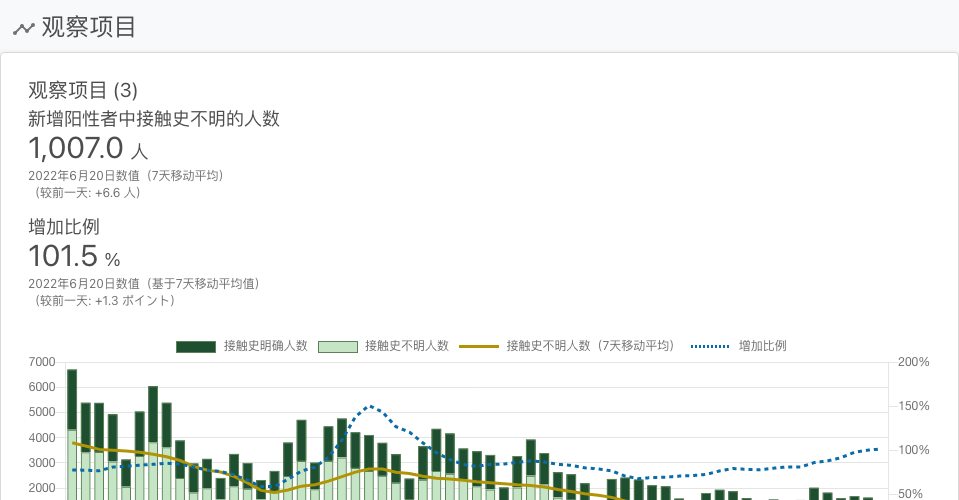 观察项目
观察项目 (3)
新增阳性者中接触史不明的人数
1,007.0 人
2022年6月20日数值（7天移动平均）
（较前一天: +6.6 人）
增加比例
101.5 %
2022年6月20日数值（基于7天移动平均值）
（较前一天: +1.3 ポイント）
接触史明确人数 接触史不明人数 接触史不明人数（7天移动平均） 增加比例
7000 200%
6000
5000 150%
4000
3000 100%
2000 50%